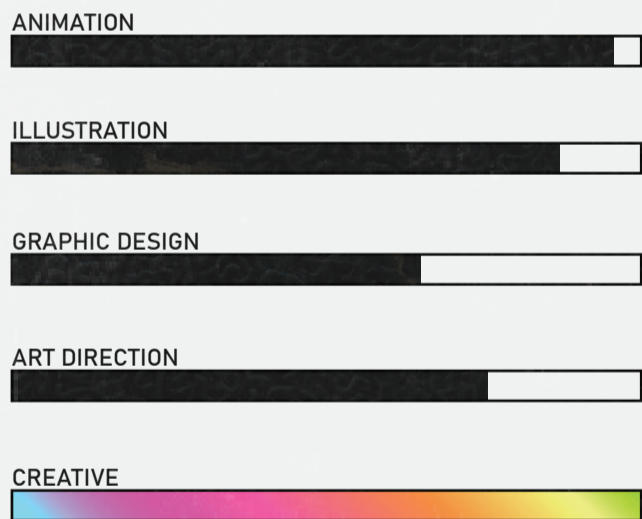 ANIMATION
ILLUSTRATION
GRAPHIC DESIGN
ART DIRECTION
CREATIVE